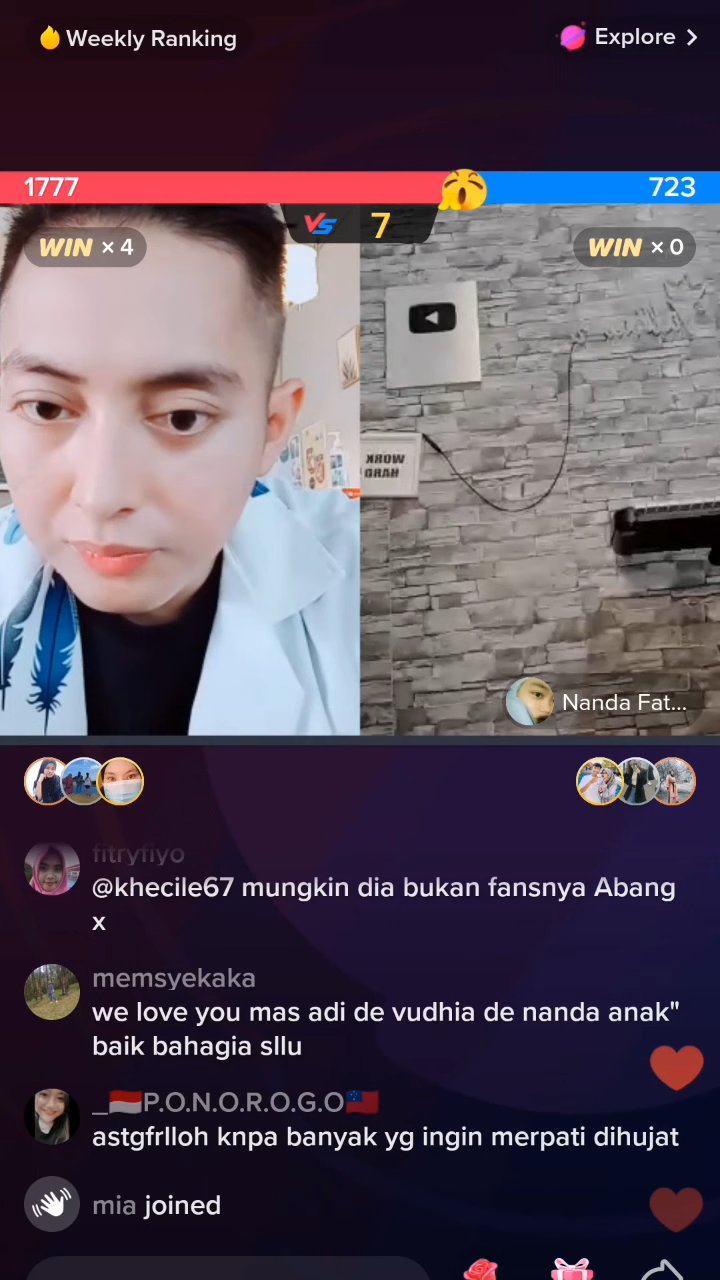 Weekly Ranking
Explore
1777
723
VS 7
WIN × 4
WIN × 0
WORK
HARD
Nanda Fat...
fitryfiyo
@khecile67 mungkin dia bukan fansnya Abang
x
memsyekaka
we love you mas adi de vudhia de nanda anak"
baik bahagia sllu
_🇮🇩P.O.N.O.R.O.G.O🇼🇸
astgfrlloh knpa banyak yg ingin merpati dihujat
mia joined